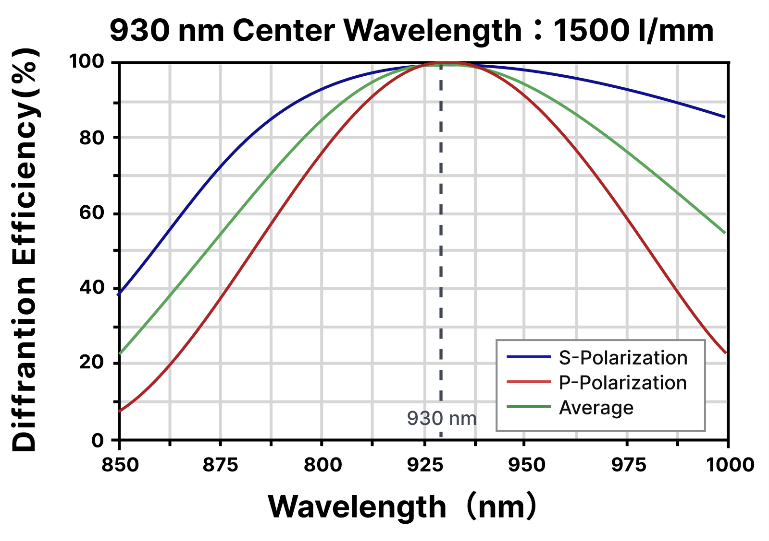 930 nm Center Wavelength：1500 l/mm
Diffrantion Efficiency(%)
100
80
60
40
20
0
930 nm
S-Polarization
P-Polarization
Average
850
875
800
925
950
975
1000
Wavelength（nm）